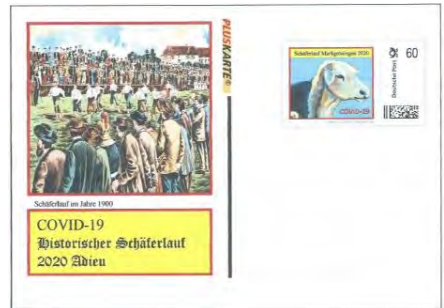 PLUSKARTE
Schäferlauf Markgröningen 2020
COVID-19
Deutsche Post
60
Schäferlauf im Jahre 1900
COVID-19
Historischer Schäferlauf
2020 Adieu